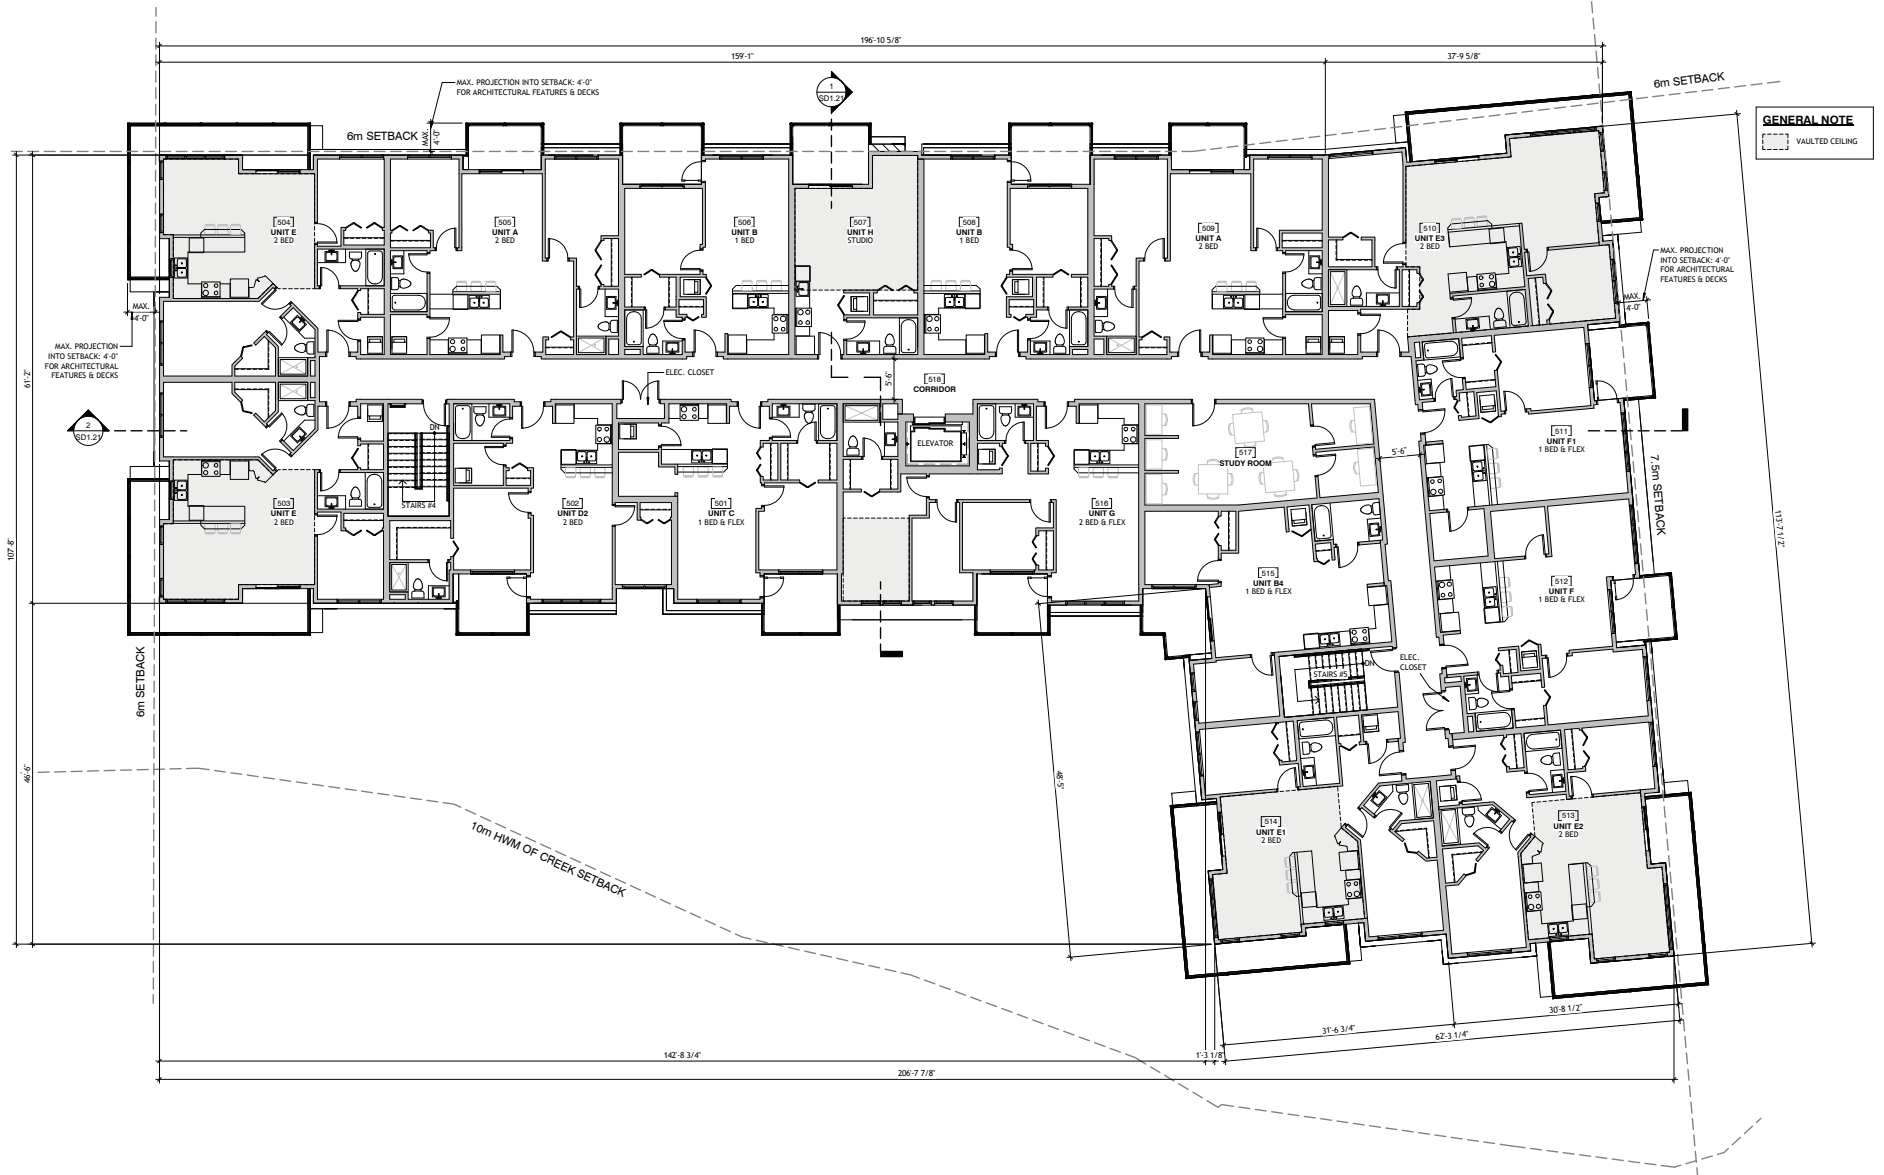 196'-10 5/8"
159'-1"
37'-9 5/8"
MAX. PROJECTION INTO SETBACK: 4'-0"
FOR ARCHITECTURAL FEATURES & DECKS
1
SD1.21
6m SETBACK
6m SETBACK
MAX.
4'-0"
GENERAL NOTE
VAULTED CEILING
504
UNIT E
2 BED
505
UNIT A
2 BED
506
UNIT B
1 BED
507
UNIT H
STUDIO
508
UNIT B
1 BED
509
UNIT A
2 BED
510
UNIT E3
2 BED
MAX. PROJECTION
INTO SETBACK: 4'-0"
FOR ARCHITECTURAL
FEATURES & DECKS
MAX.
4'-0"
MAX.
4'-0"
MAX. PROJECTION
INTO SETBACK: 4'-0"
FOR ARCHITECTURAL
FEATURES & DECKS
61'-2"
ELEC. CLOSET
5'-6"
518
CORRIDOR
2
SD1.21
DN
ELEVATOR
517
STUDY ROOM
5'-6"
511
UNIT F1
1 BED & FLEX
7.5m SETBACK
503
UNIT E
2 BED
STAIRS #4
502
UNIT D2
2 BED
501
UNIT C
1 BED & FLEX
516
UNIT G
2 BED & FLEX
113'-7 1/2"
107'-8"
515
UNIT B4
1 BED & FLEX
512
UNIT F
1 BED & FLEX
6m SETBACK
ELEC.
CLOSET
DN
STAIRS #5
46'-6"
48'-5"
10m HWM OF CREEK SETBACK
514
UNIT E1
2 BED
513
UNIT E2
2 BED
30'-8 1/2"
31'-6 3/4"
62'-3 1/4"
142'-8 3/4"
1'-3 1/8"
206'-7 7/8"